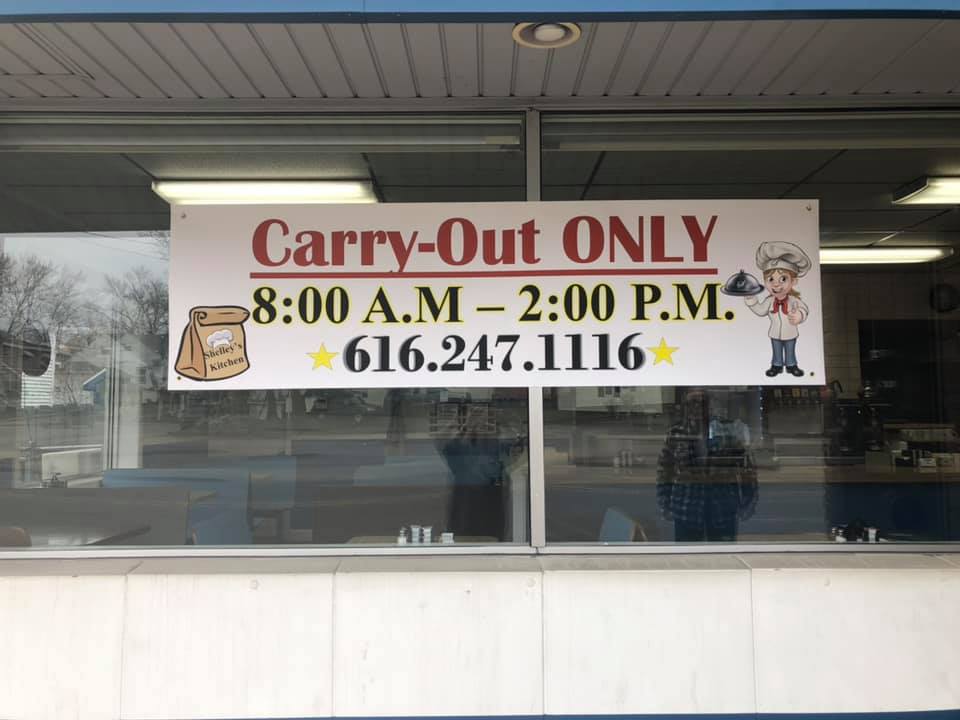 Carry-Out ONLY
8:00 A.M – 2:00 P.M.
616.247.1116
Shelley's
Kitchen